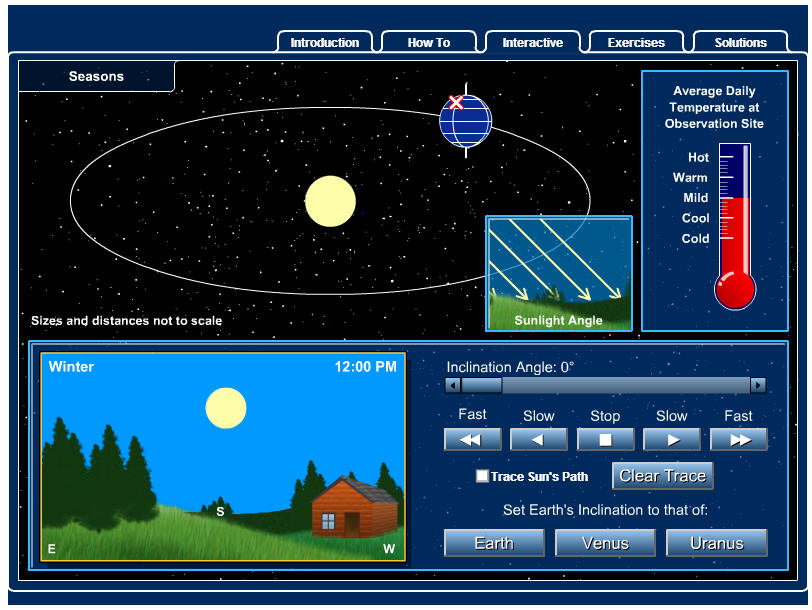 Introduction
How To
Interactive
Exercises
Solutions
Seasons
Average Daily
Temperature at
Observation Site
Hot
Warm
Mild
Cool
Cold
Sunlight Angle
Sizes and distances not to scale
Winter
12:00 PM
S
E
W
Inclination Angle: 0°
Fast
Slow
Stop
Slow
Fast
Trace Sun's Path
Clear Trace
Set Earth's Inclination to that of:
Earth
Venus
Uranus